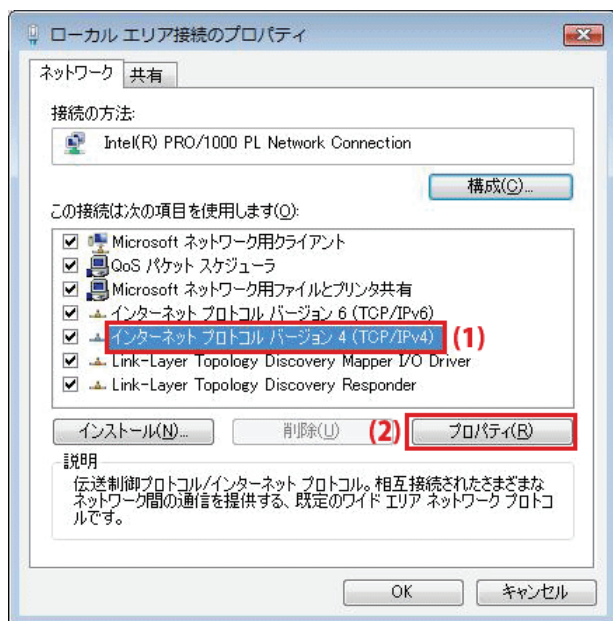 ローカル エリア接続のプロパティ
ネットワーク 共有
接続の方法:
Intel(R) PRO/1000 PL Network Connection
構成(C)...
この接続は次の項目を使用します(O):
Microsoft ネットワーク用クライアント
QoS パケット スケジューラ
Microsoft ネットワーク用ファイルとプリンタ共有
インターネット プロトコル バージョン 6 (TCP/IPv6)
インターネット プロトコル バージョン 4 (TCP/IPv4) (1)
Link-Layer Topology Discovery Mapper I/O Driver
Link-Layer Topology Discovery Responder
インストール(N)... 削除(U) (2) プロパティ(R)
説明
伝送制御プロトコル/インターネット プロトコル。相互接続されたさまざまな
ネットワーク間の通信を提供する、既定のワイド エリア ネットワーク プロトコ
ルです。
OK キャンセル